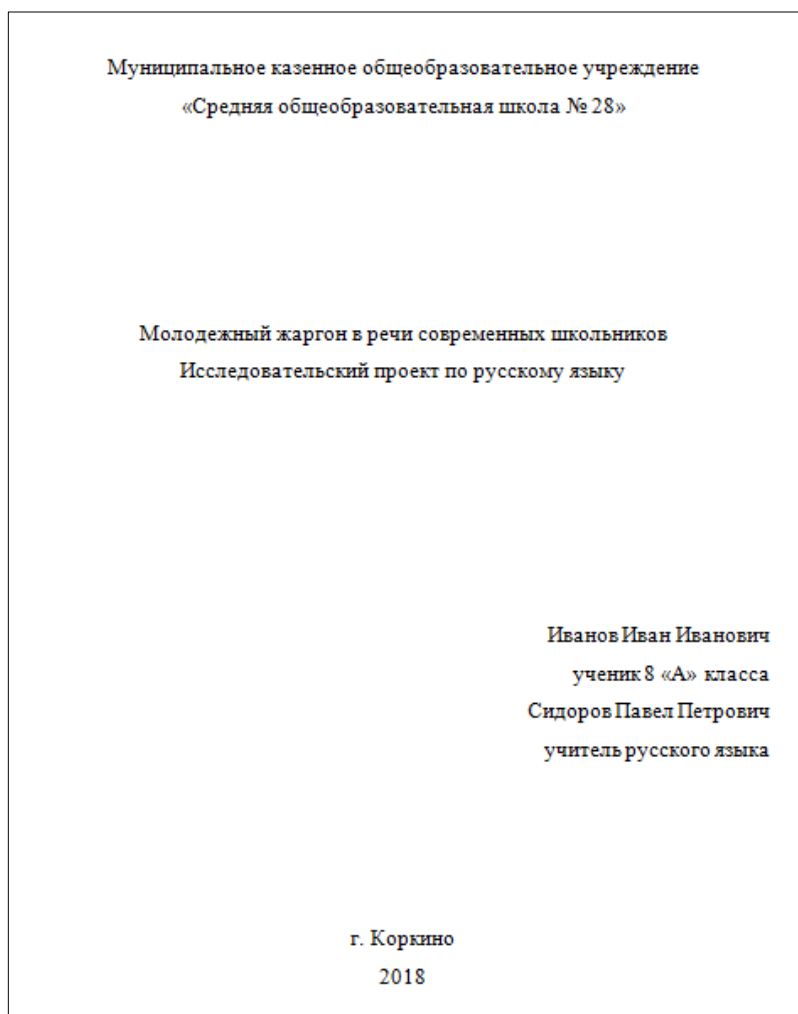 Муниципальное казенное общеобразовательное учреждение
«Средняя общеобразовательная школа № 28»
Молодежный жаргон в речи современных школьников
Исследовательский проект по русскому языку
Иванов Иван Иванович
ученик 8 «А» класса
Сидоров Павел Петрович
учитель русского языка
г. Коркино
2018